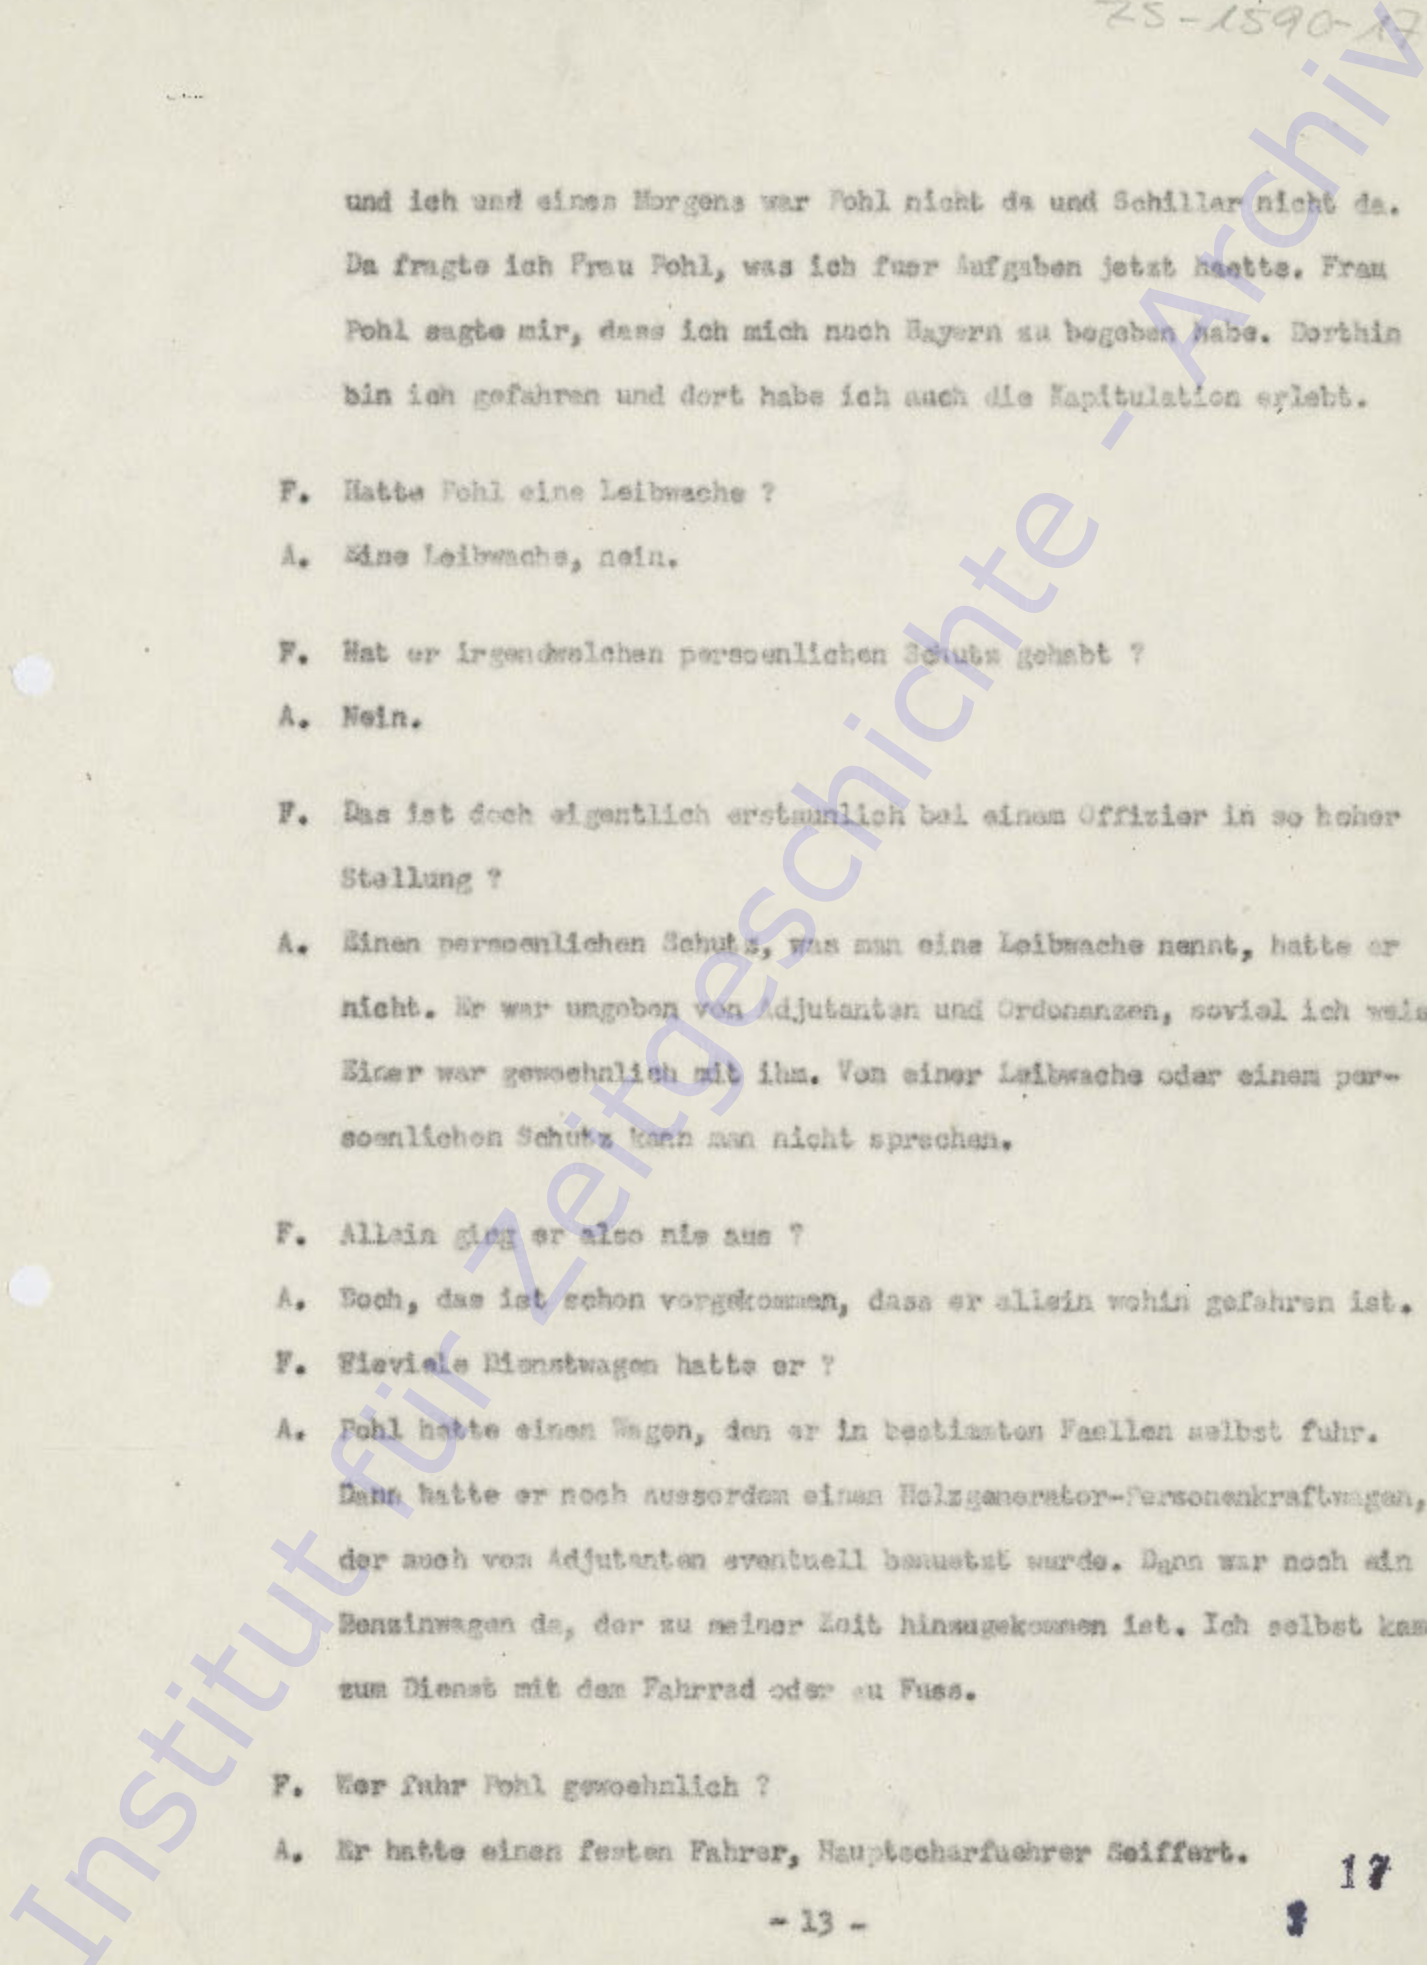 ZS-1590-17
und ich und eines Morgens war Pohl nicht da und Schiller nicht da.
Da fragte ich Frau Pohl, was ich fuer Aufgaben jetzt haette. Frau
Pohl sagte mir, dass ich mich nach Bayern zu begeben habe. Dorthin
bin ich gefahren und dort habe ich auch die Kapitulation erlebt.
F. Hatte Pohl eine Leibwache ?
A. Eine Leibwache, nein.
F. Hat er irgendwelchen persoenlichen Schutz gehabt ?
A. Nein.
F. Das ist doch eigentlich erstaunlich bei einem Offizier in so hoher
Stellung ?
A. Einen persoenlichen Schutz, was man eine Leibwache nennt, hatte er
nicht. Er war umgeben von Adjutanten und Ordonanzen, soviel ich weis
Einer war gewoehnlich mit ihm. Von einer Leibwache oder einem per-
soenlichen Schutz kann man nicht sprechen.
F. Allein ging er also nie aus ?
A. Doch, das ist schon vorgekommen, dass er allein wohin gefahren ist.
F. Wieviele Dienstwagen hatte er ?
A. Pohl hatte einen Wagen, den er in bestimmten Faellen selbst fuhr.
Dann hatte er noch ausserdem einen Holzgenerator-Personenkraftwagen,
der auch vom Adjutanten eventuell benuetzt wurde. Dann war noch ein
Benzinwagen da, der zu meiner Zeit hinzugekommen ist. Ich selbst kam
zum Dienst mit dem Fahrrad oder zu Fuss.
F. Wer fuhr Pohl gewoehnlich ?
A. Er hatte einen festen Fahrer, Hauptscharfuehrer Seiffert.
17
- 13 -
Institut für Zeitgeschichte - Archiv